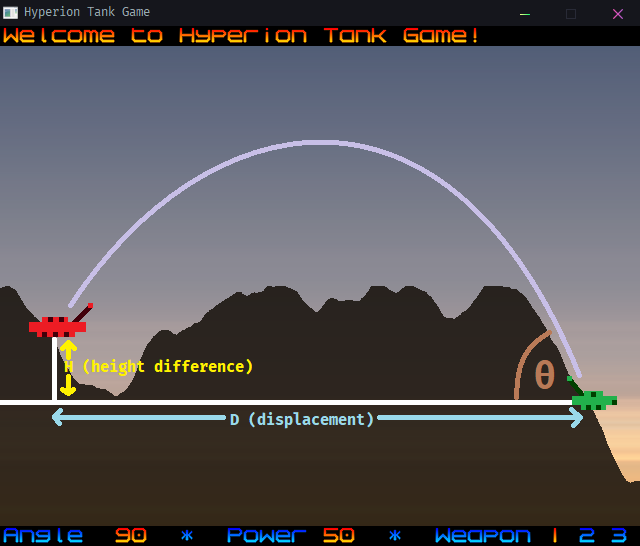 Hyperion Tank Game
Welcome to Hyperion Tank Game!
H (height difference)
θ
D (displacement)
Angle 90 * Power 50 * Weapon 1 2 3